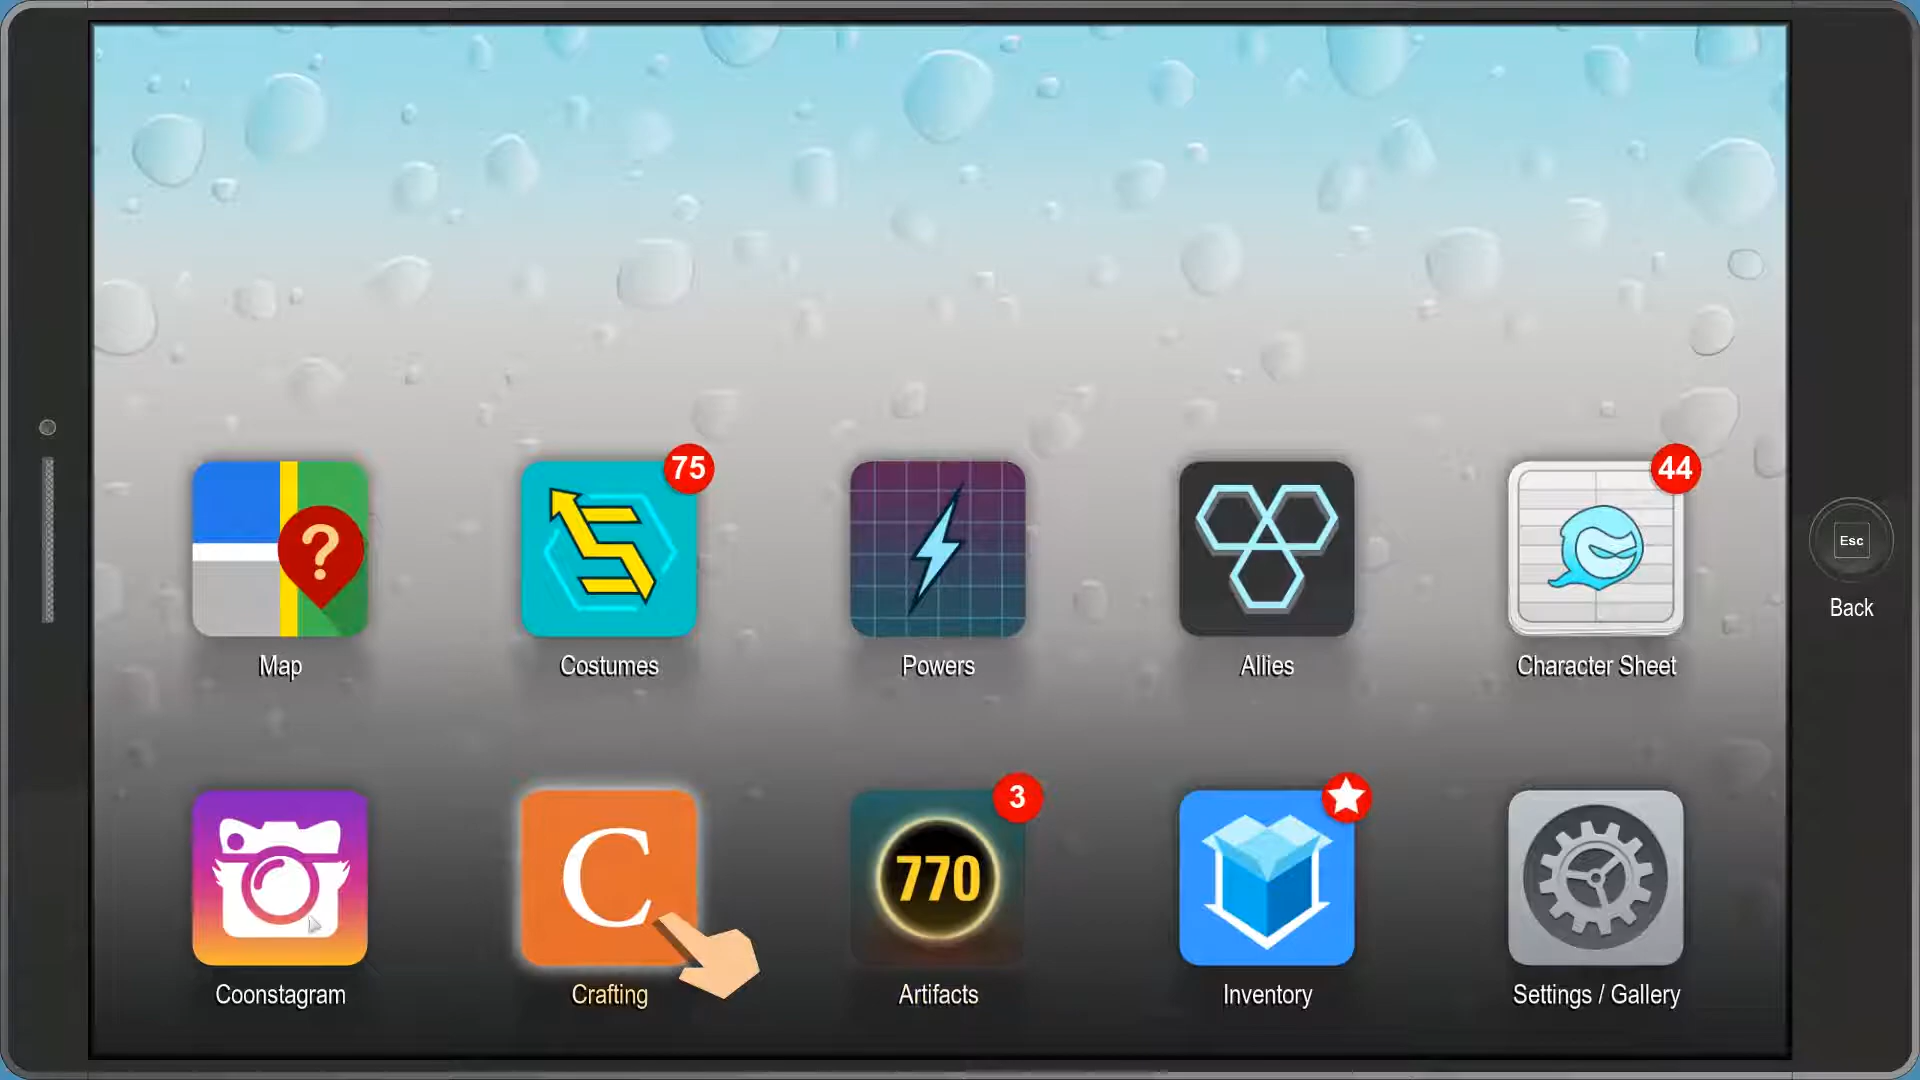 75
44
?
Esc
Back
Map
Costumes
Powers
Allies
Character Sheet
3
C
770
Coonstagram
Crafting
Artifacts
Inventory
Settings / Gallery